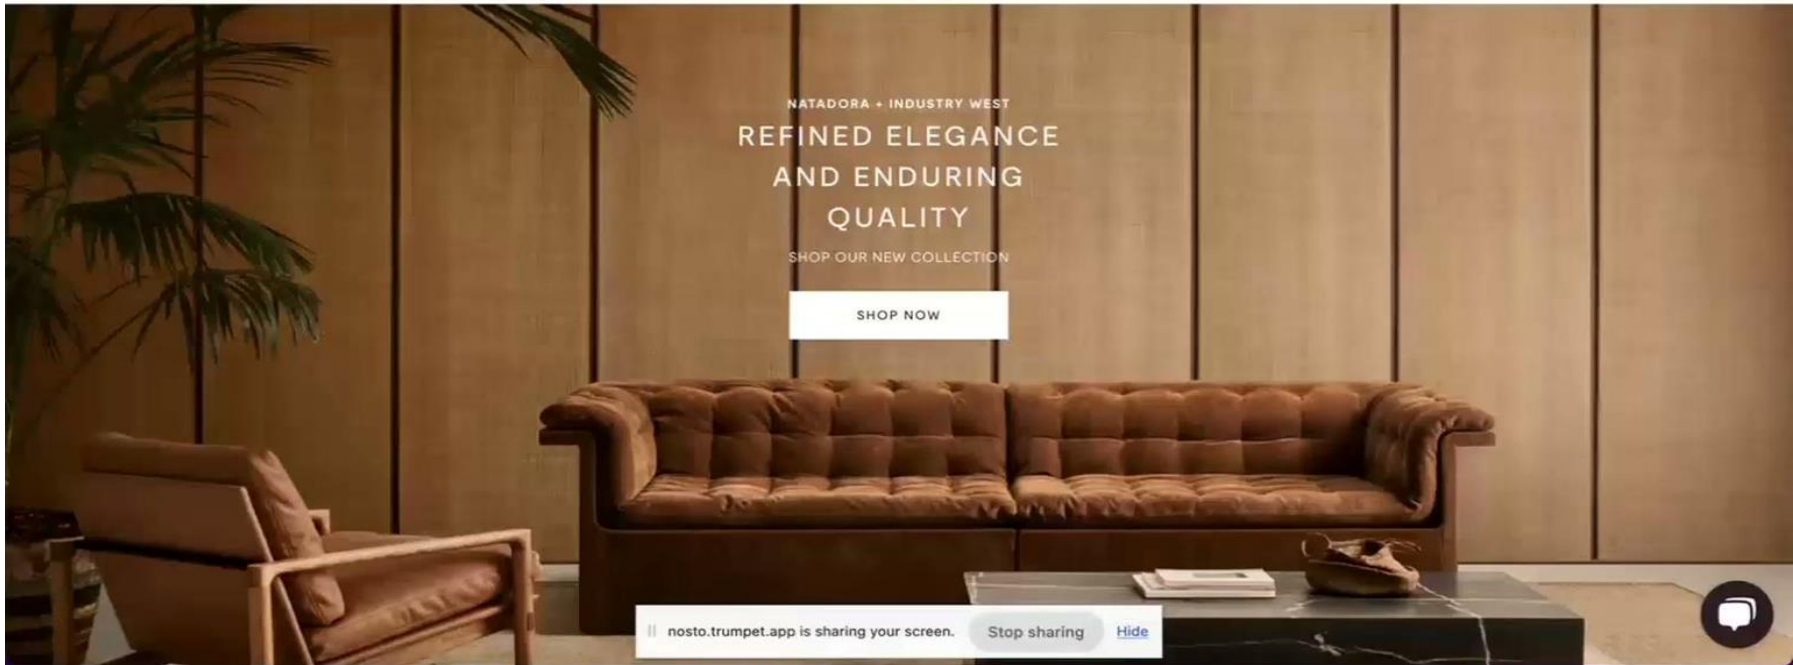 NATADORA + INDUSTRY WEST
REFINED ELEGANCE
AND ENDURING
QUALITY
SHOP OUR NEW COLLECTION
SHOP NOW
nosto.trumpet.app is sharing your screen. Stop sharing Hide